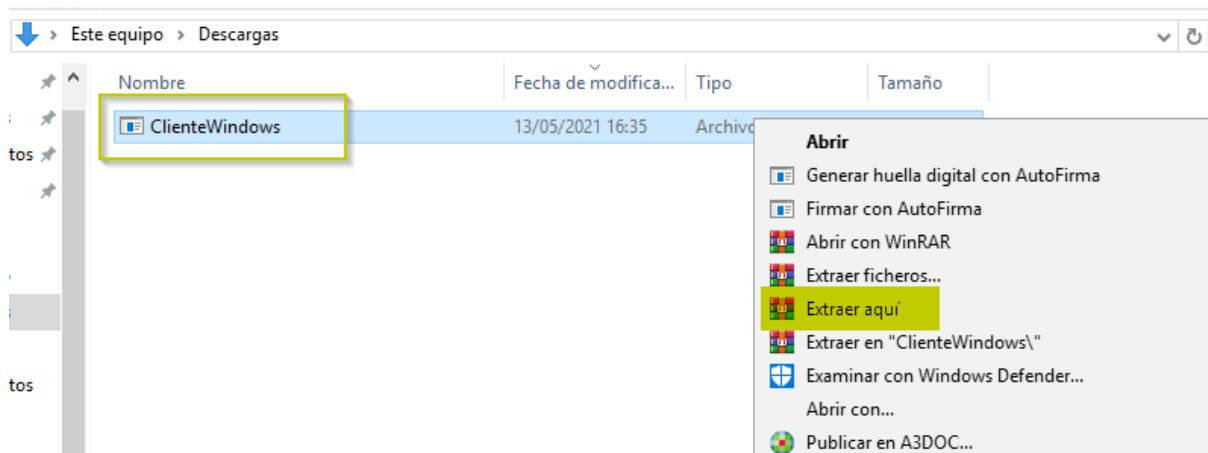 Este equipo > Descargas
Nombre Fecha de modifica... Tipo Tamaño
ClienteWindows 13/05/2021 16:35
tos
tos
Abrir
Generar huella digital con AutoFirma
Firmar con AutoFirma
Abrir con WinRAR
Extraer ficheros...
Extraer aquí
Extraer en "ClienteWindows\"
Examinar con Windows Defender...
Abrir con...
Publicar en A3DOC...